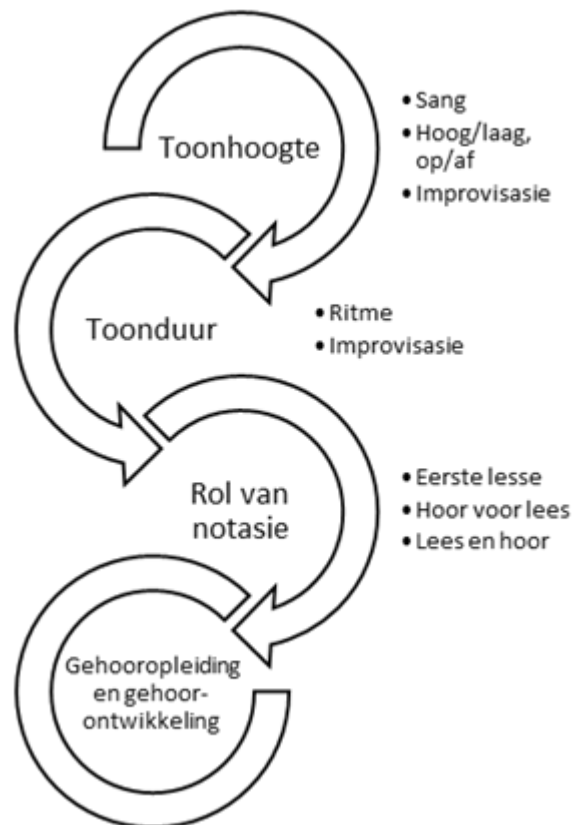 Toonhoogte
• Sang
• Hoog/laag,
op/af
• Improvisasie
Toonduur
• Ritme
• Improvisasie
Rol van
notasie
• Eerste lesse
• Hoor voor lees
• Lees en hoor
Gehooropleiding
en gehoor-
ontwikkeling